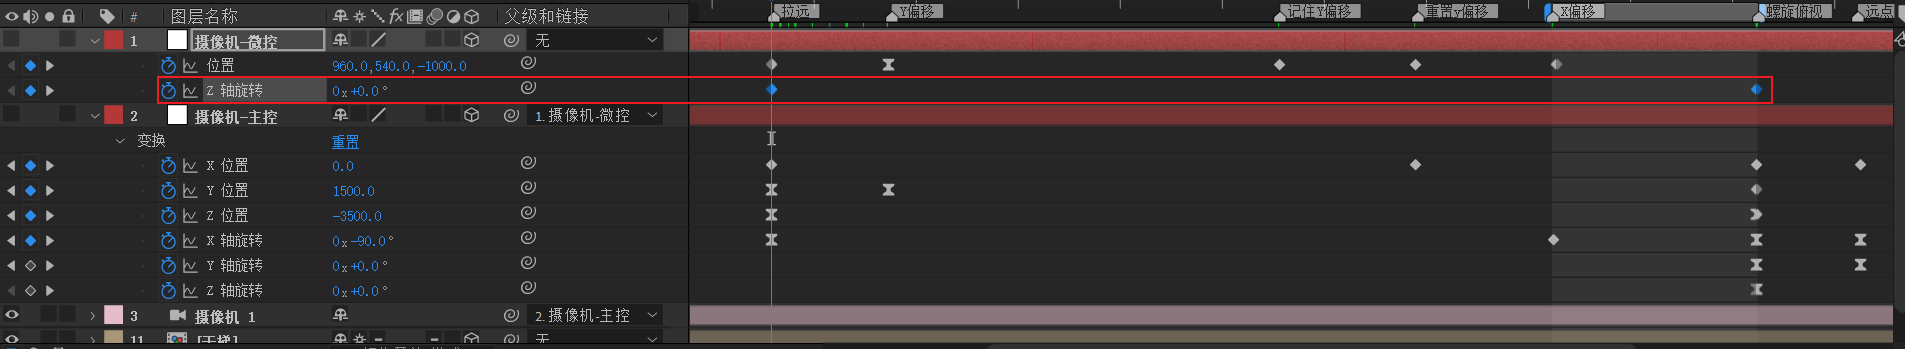 # 图层名称 fx 父级和链接 拉远 Y偏移 记住Y偏移 重置y偏移 X偏移 螺旋俯视 远点
1 摄像机-微控 无
位置 960.0,540.0,-1000.0
Z 轴旋转 0x+0.0°
2 摄像机-主控 1.摄像机-微控
变换 重置
X 位置 0.0
Y 位置 1500.0
Z 位置 -3500.0
X 轴旋转 0x-90.0°
Y 轴旋转 0x+0.0°
Z 轴旋转 0x+0.0°
3 摄像机 1 2.摄像机-主控
11 [天梯] 无